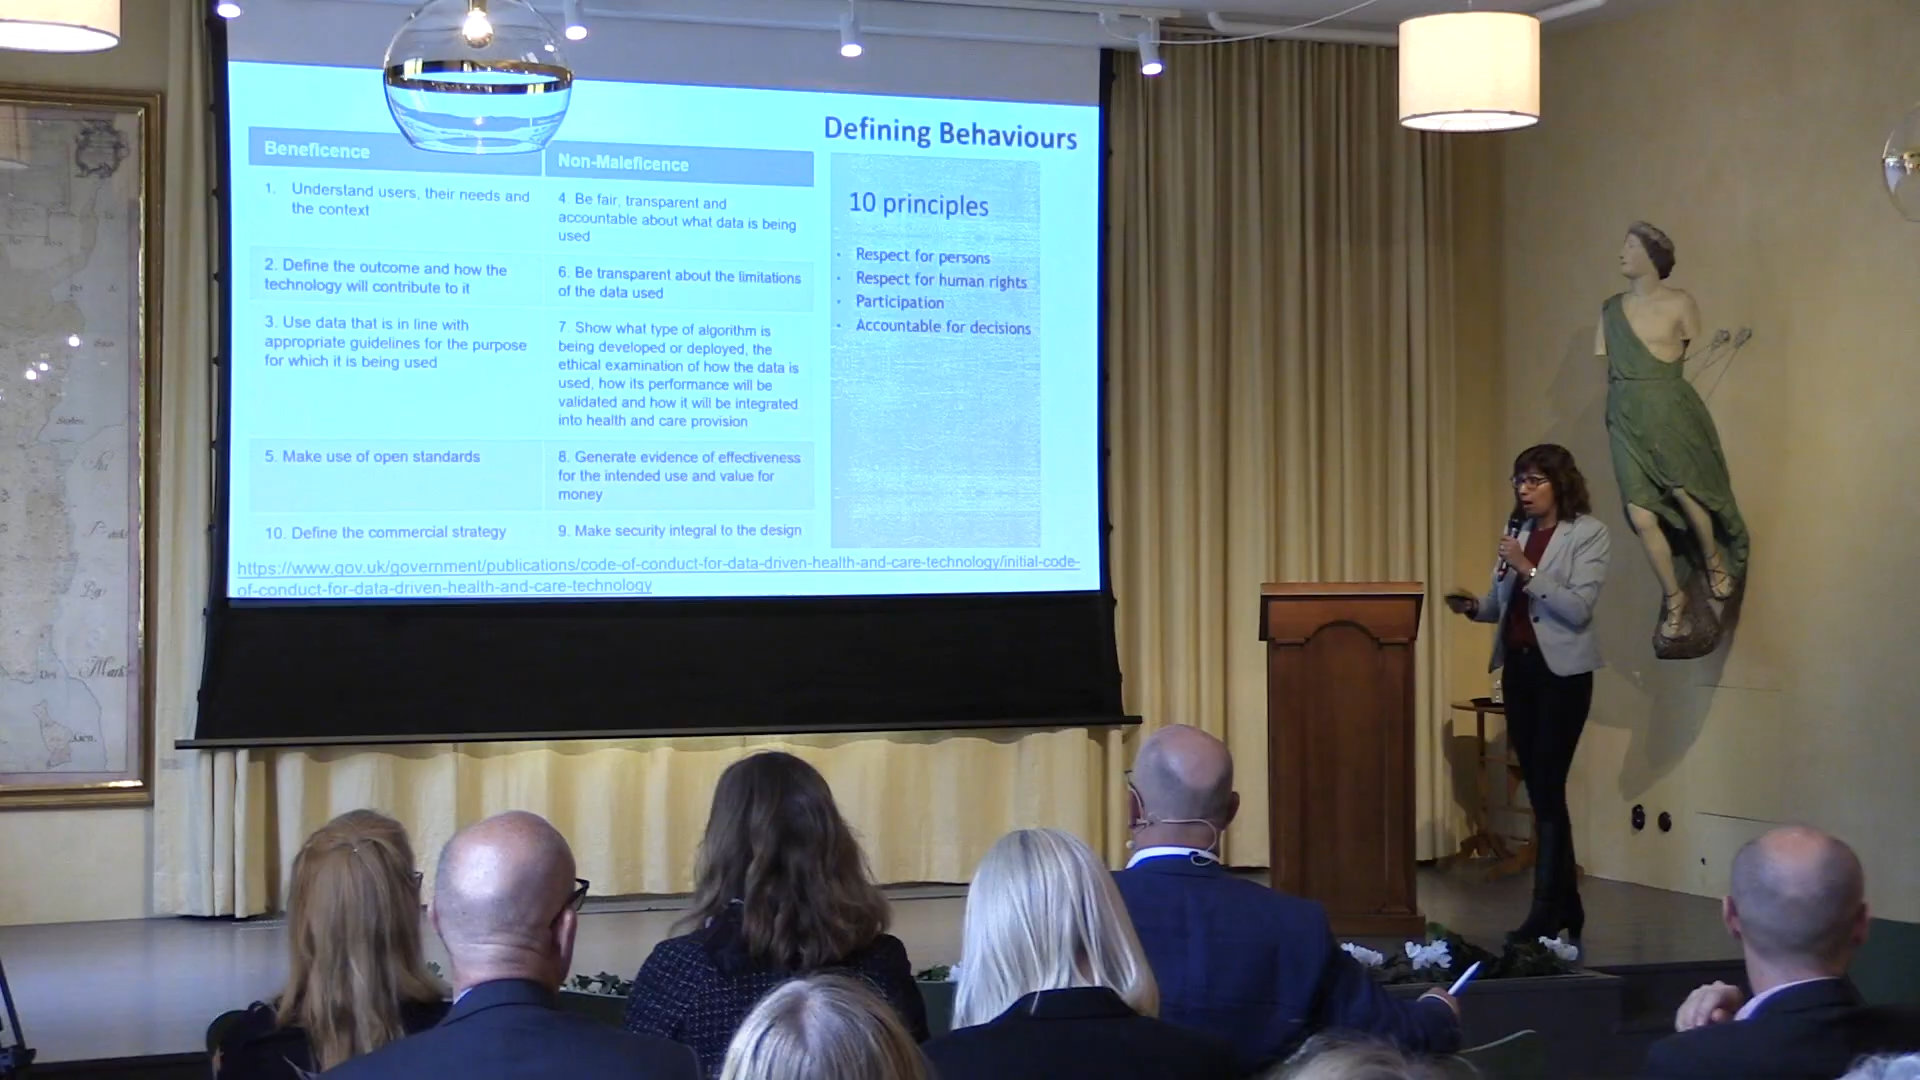 Defining Behaviours
Beneficence
Non-Maleficence
1. Understand users, their needs and
the context
4. Be fair, transparent and
accountable about what data is being
used
2. Define the outcome and how the
technology will contribute to it
6. Be transparent about the limitations
of the data used
3. Use data that is in line with
appropriate guidelines for the purpose
for which it is being used
7. Show what type of algorithm is
being developed or deployed, the
ethical examination of how the data is
used, how its performance will be
validated and how it will be integrated
into health and care provision
5. Make use of open standards
8. Generate evidence of effectiveness
for the intended use and value for
money
10. Define the commercial strategy
9. Make security integral to the design
10 principles
· Respect for persons
· Respect for human rights
· Participation
· Accountable for decisions
https://www.gov.uk/government/publications/code-of-conduct-for-data-driven-health-and-care-technology/initial-code-
of-conduct-for-data-driven-health-and-care-technology